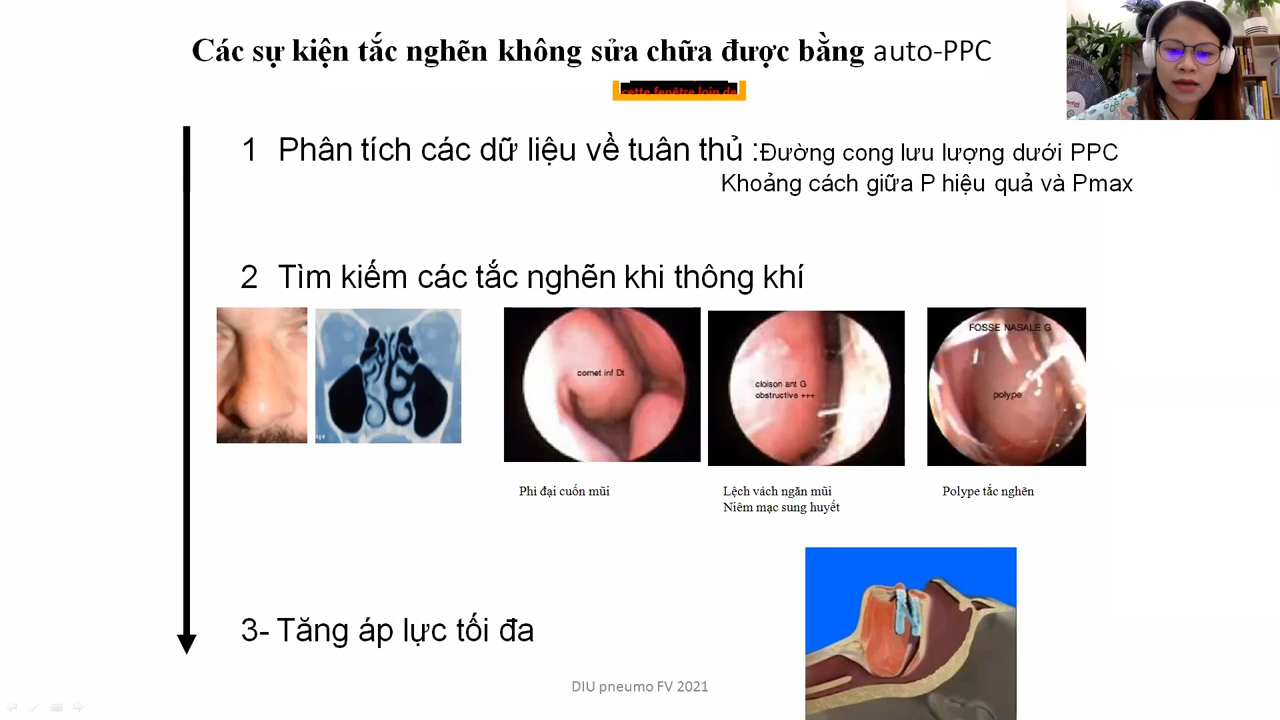 Các sự kiện tắc nghẽn không sửa chữa được bằng auto-PPC
cette fenêtre loin de
1 Phân tích các dữ liệu về tuân thủ :Đường cong lưu lượng dưới PPC
Khoảng cách giữa P hiệu quả và Pmax
2 Tìm kiếm các tắc nghẽn khi thông khí
cornet inf Dt
cloison ant G
obstructive +++
FOSSE NASALE G
polype
Phì đại cuốn mũi
Lệch vách ngăn mũi
Niêm mạc sung huyết
Polype tắc nghẽn
3- Tăng áp lực tối đa
DIU pneumo FV 2021